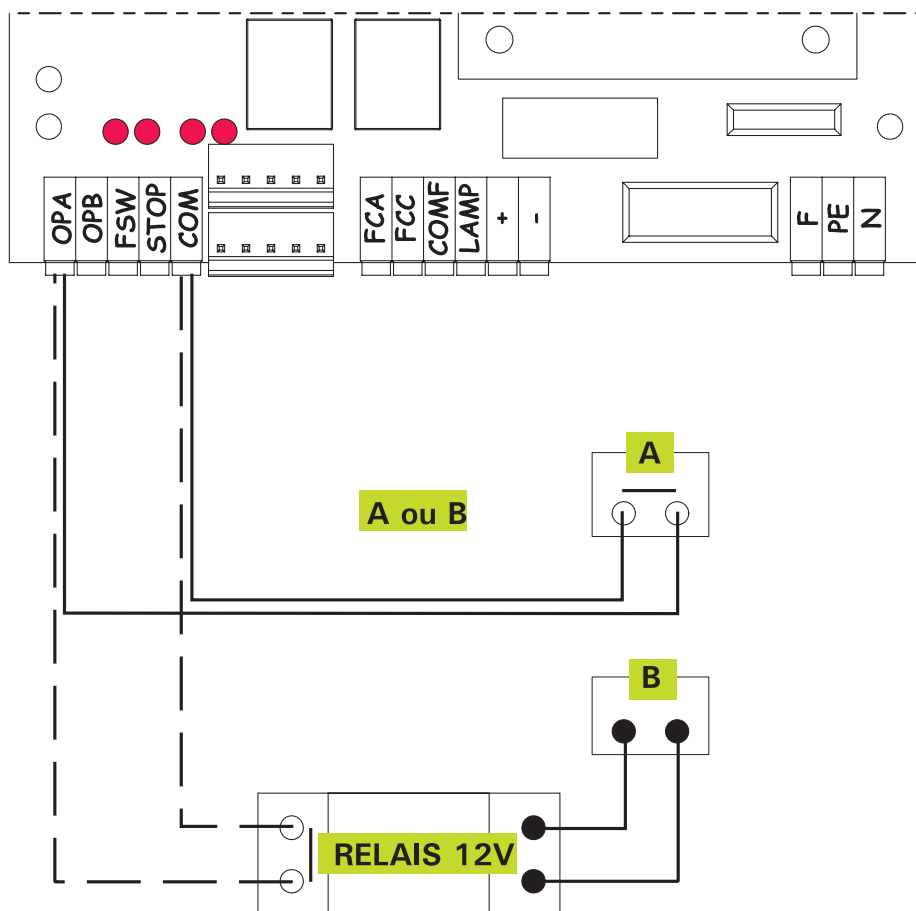 OPA
OPB
FSW
STOP
COM
FCA
FCC
COMF
LAMP
+
-
F
PE
N
A
A ou B
B
RELAIS 12V